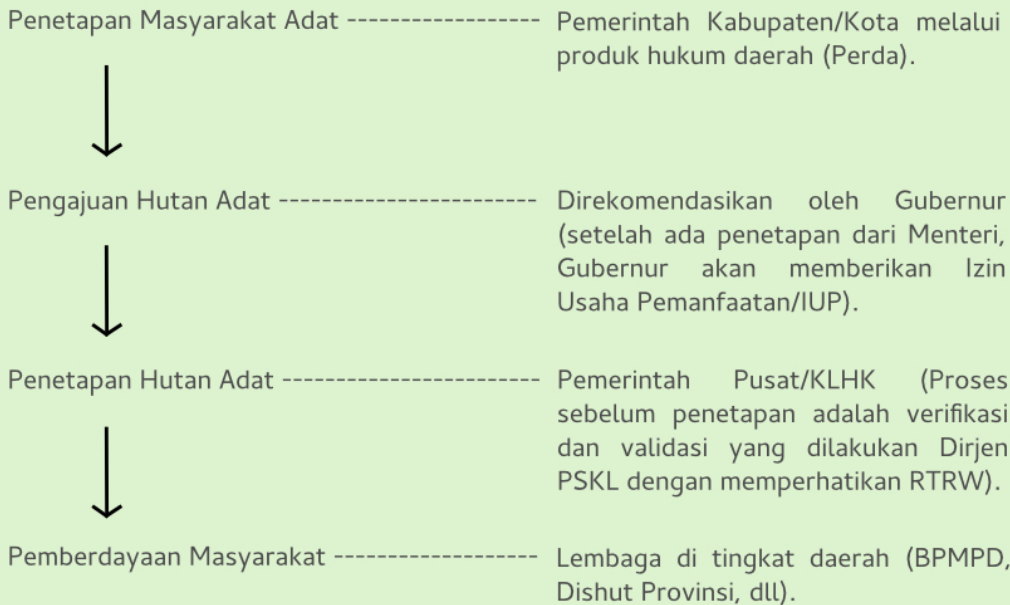 Penetapan Masyarakat Adat ------------------ Pemerintah Kabupaten/Kota melalui
produk hukum daerah (Perda).
Pengajuan Hutan Adat ------------------------ Direkomendasikan oleh Gubernur
(setelah ada penetapan dari Menteri,
Gubernur akan memberikan Izin
Usaha Pemanfaatan/IUP).
Penetapan Hutan Adat ------------------------ Pemerintah Pusat/KLHK (Proses
sebelum penetapan adalah verifikasi
dan validasi yang dilakukan Dirjen
PSKL dengan memperhatikan RTRW).
Pemberdayaan Masyarakat ------------------- Lembaga di tingkat daerah (BPMPD,
Dishut Provinsi, dll).